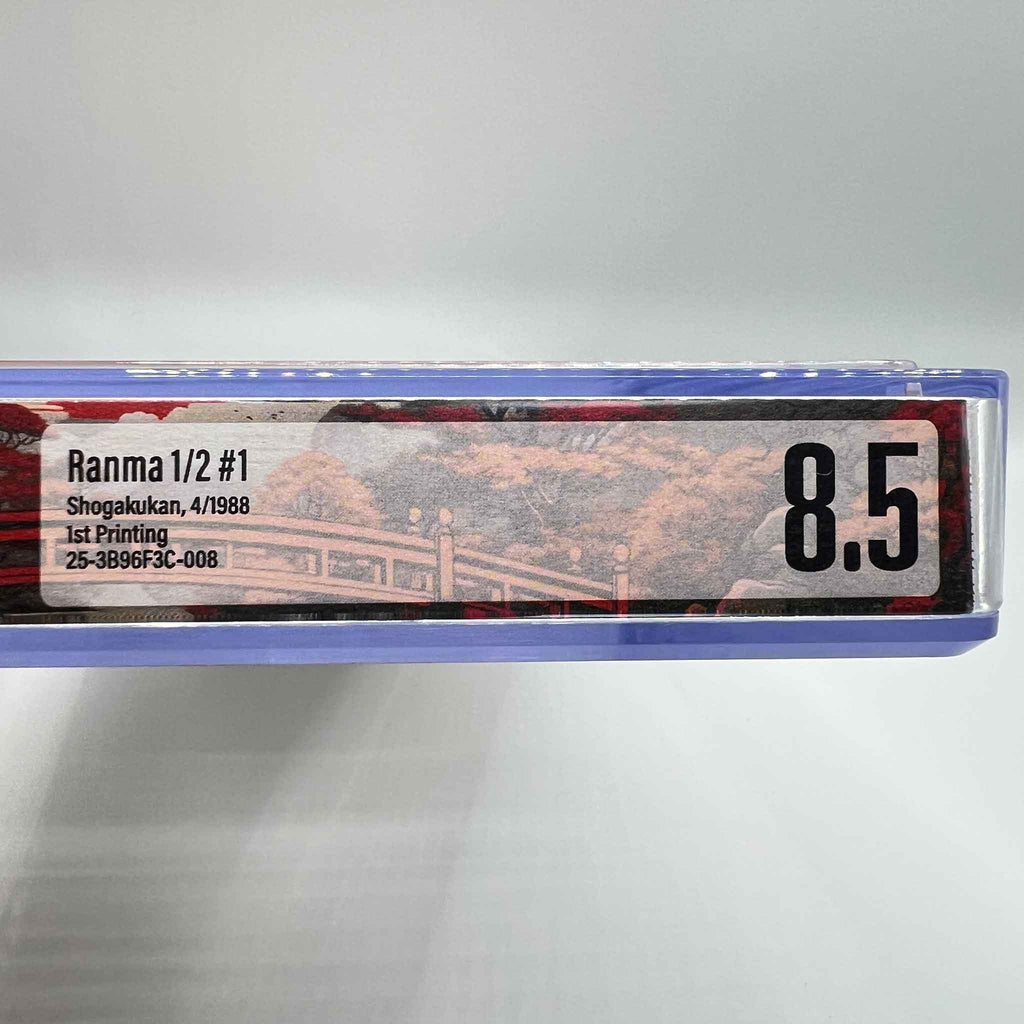 Ranma 1/2 #1
Shogakukan, 4/1988
1st Printing
25-3B96F3C-008
8.5